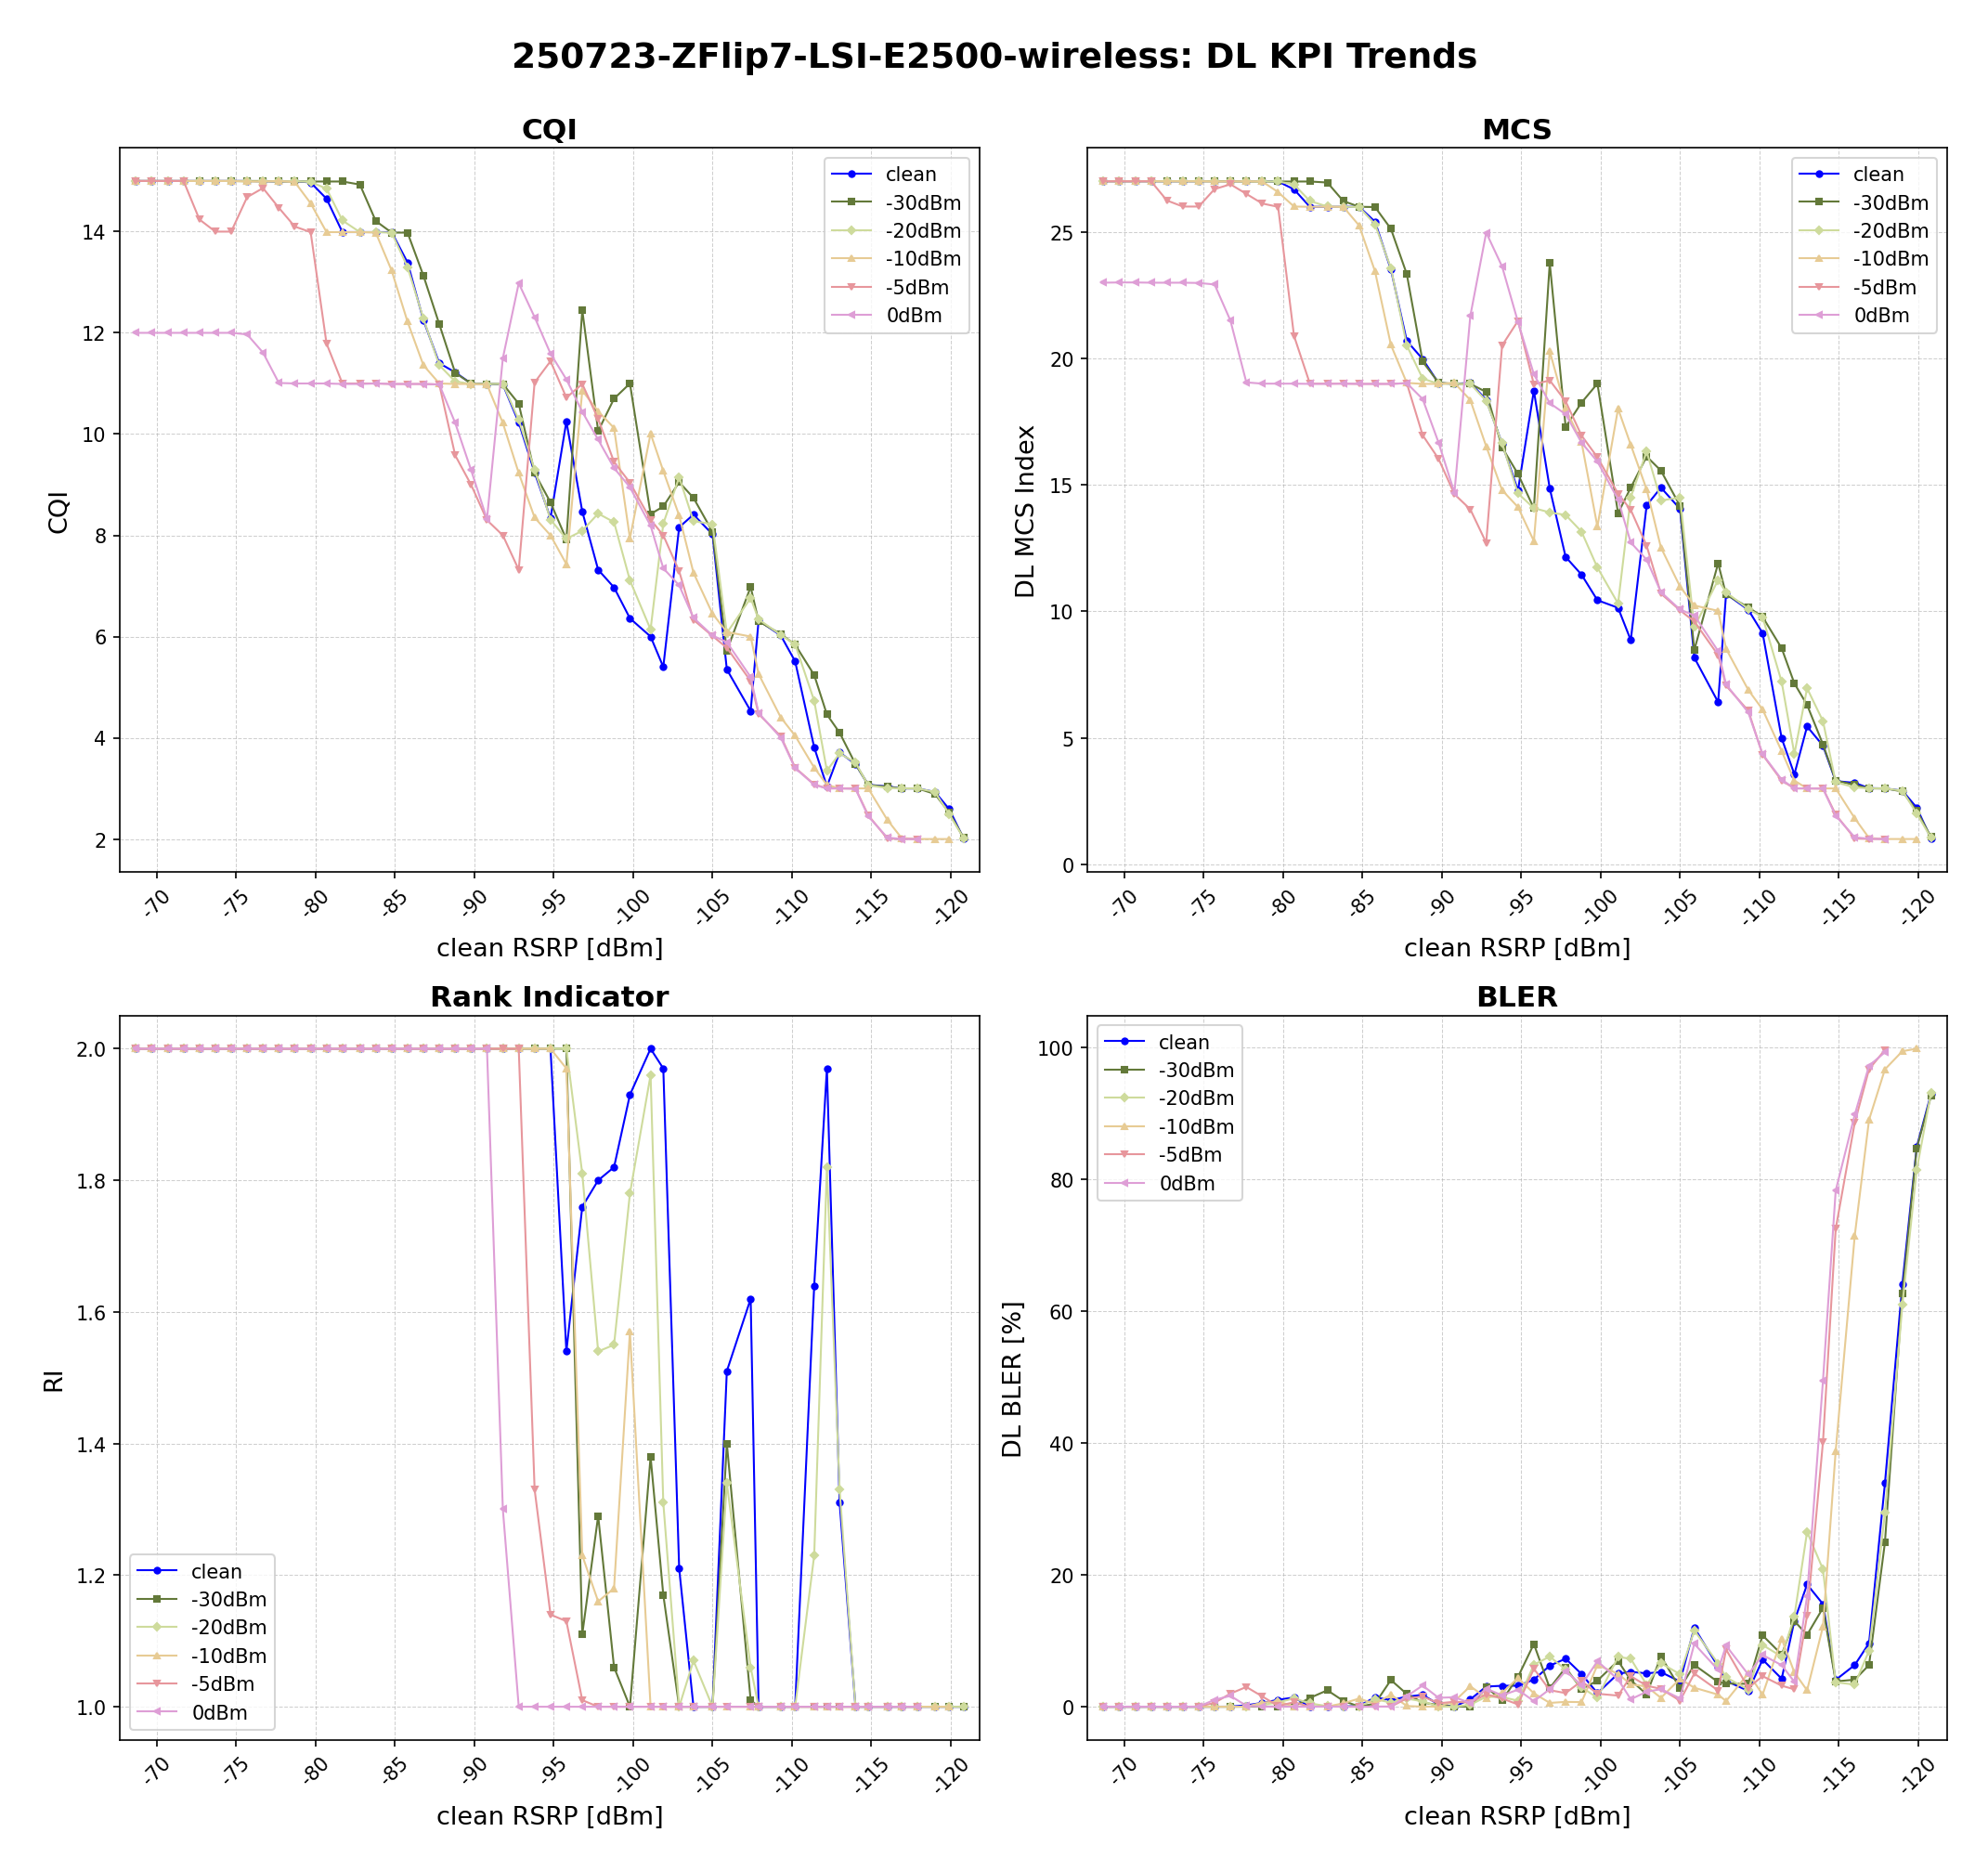 250723-ZFlip7-LSI-E2500-wireless: DL KPI Trends
CQI
14
12
10
8
6
4
2
CQI
-70
-75
-80
-85
-90
-95
-100
-105
-110
-115
-120
clean RSRP [dBm]
clean
-30dBm
-20dBm
-10dBm
-5dBm
0dBm
MCS
25
20
15
10
5
0
DL MCS Index
-70
-75
-80
-85
-90
-95
-100
-105
-110
-115
-120
clean RSRP [dBm]
clean
-30dBm
-20dBm
-10dBm
-5dBm
0dBm
Rank Indicator
2.0
1.8
1.6
1.4
1.2
1.0
RI
-70
-75
-80
-85
-90
-95
-100
-105
-110
-115
-120
clean RSRP [dBm]
clean
-30dBm
-20dBm
-10dBm
-5dBm
0dBm
BLER
100
80
60
40
20
0
DL BLER [%]
-70
-75
-80
-85
-90
-95
-100
-105
-110
-115
-120
clean RSRP [dBm]
clean
-30dBm
-20dBm
-10dBm
-5dBm
0dBm